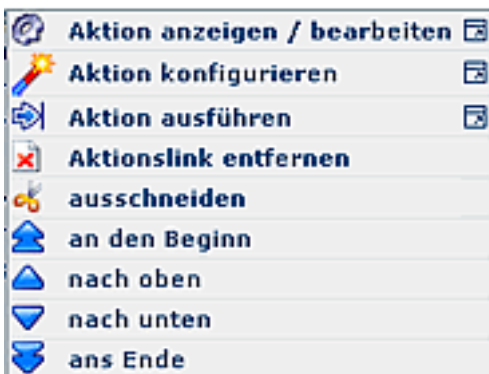 Aktion anzeigen / bearbeiten
Aktion konfigurieren
Aktion ausführen
Aktionslink entfernen
ausschneiden
an den Beginn
nach oben
nach unten
ans Ende